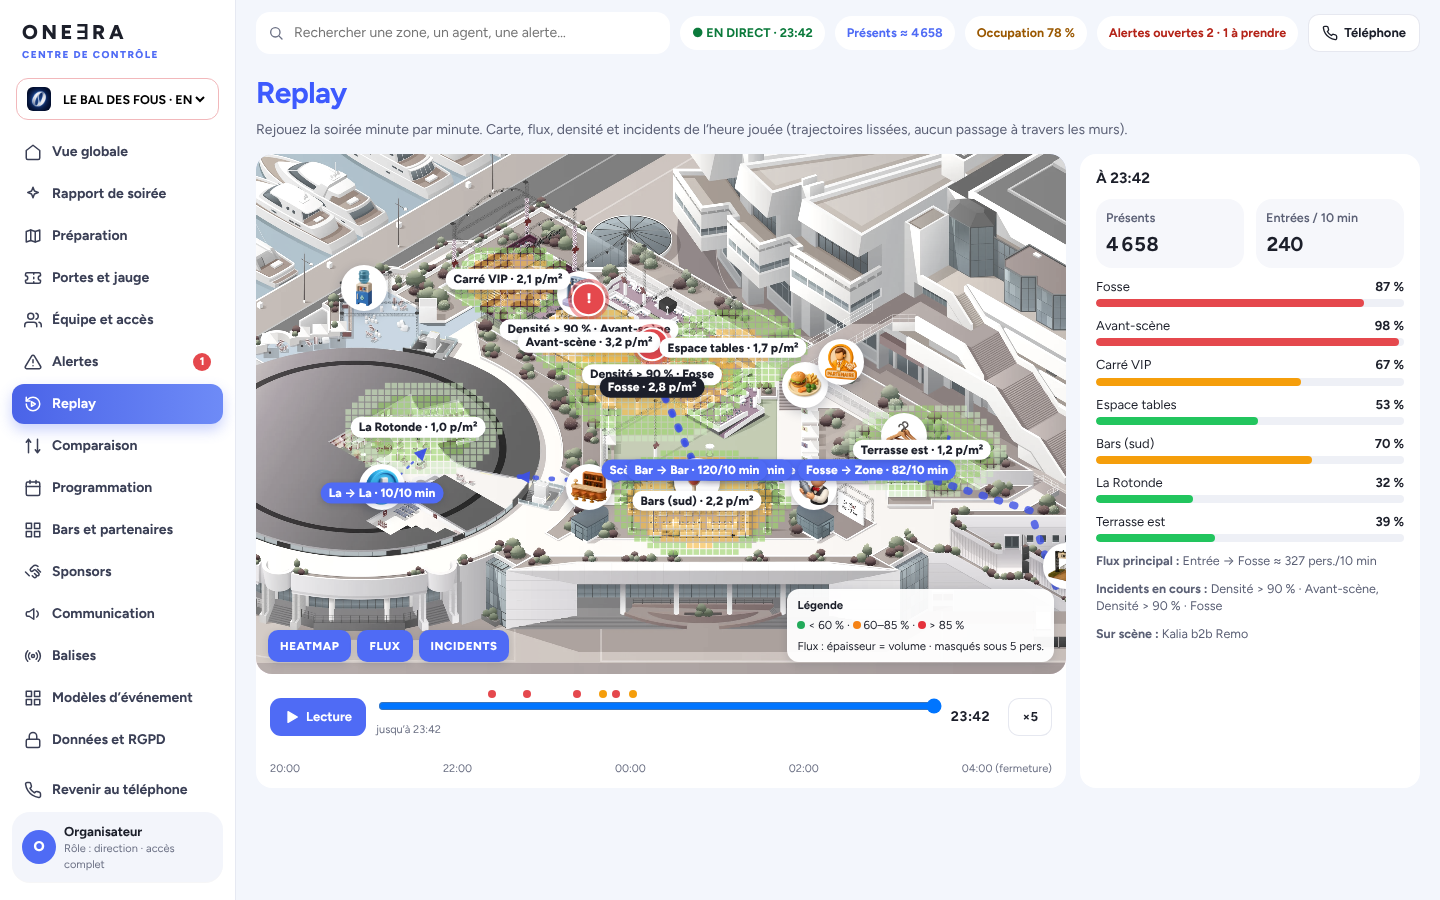 ONEERA
CENTRE DE CONTRÔLE
LE BAL DES FOUS · EN
Vue globale
Rapport de soirée
Préparation
Portes et jauge
Équipe et accès
Alertes
1
Replay
Comparaison
Programmation
Bars et partenaires
Sponsors
Communication
Balises
Modèles d’événement
Données et RGPD
Revenir au téléphone
O
Organisateur
Rôle : direction · accès
complet
Rechercher une zone, un agent, une alerte…
EN DIRECT · 23:42
Présents ≈ 4 658
Occupation 78 %
Alertes ouvertes 2 · 1 à prendre
Téléphone
Replay
Rejouez la soirée minute par minute. Carte, flux, densité et incidents de l’heure jouée (trajectoires lissées, aucun passage à travers les murs).
Carré VIP · 2,1 p/m²
!
Densité > 90 % · Avant-scène
Avant-scène · 3,2 p/m²
Espace tables · 1,7 p/m²
PARTENAIRE
Densité > 90 % · Fosse
Fosse · 2,8 p/m²
La Rotonde · 1,0 p/m²
Terrasse est · 1,2 p/m²
Scè
Bar → Bar · 120/10 min
min
Fosse → Zone · 82/10 min
La → La · 10/10 min
Bars (sud) · 2,2 p/m²
Légende
< 60 % · 60–85 % · > 85 %
Flux : épaisseur = volume · masqués sous 5 pers.
HEATMAP
FLUX
INCIDENTS
Lecture
jusqu’à 23:42
23:42
×5
20:00
22:00
00:00
02:00
04:00 (fermeture)
À 23:42
Présents
4 658
Entrées / 10 min
240
Fosse
87 %
Avant-scène
98 %
Carré VIP
67 %
Espace tables
53 %
Bars (sud)
70 %
La Rotonde
32 %
Terrasse est
39 %
Flux principal : Entrée → Fosse ≈ 327 pers./10 min
Incidents en cours : Densité > 90 % · Avant-scène,
Densité > 90 % · Fosse
Sur scène : Kalia b2b Remo